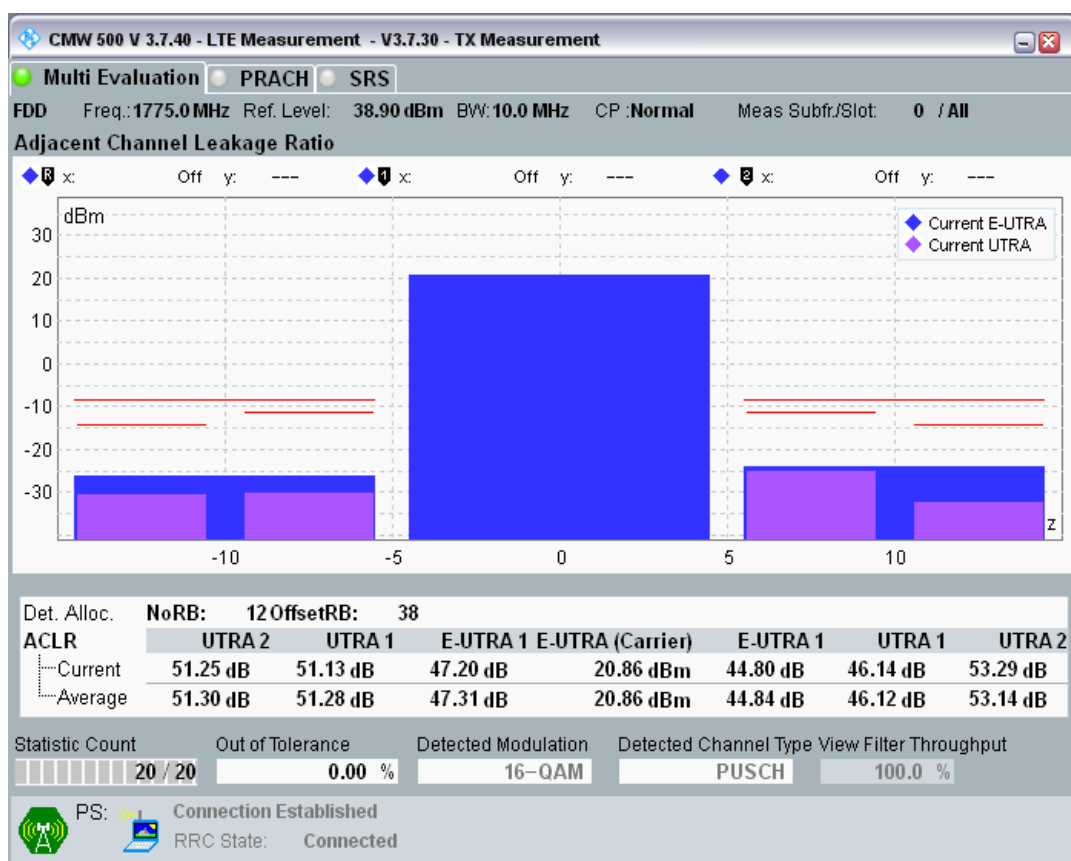 CMW 500 V 3.7.40 - LTE Measurement - V3.7.30 - TX Measurement
Multi Evaluation PRACH SRS
FDD Freq.: 1775.0 MHz Ref. Level: 38.90 dBm BW: 10.0 MHz CP :Normal Meas Subfr./Slot: 0 / All
Adjacent Channel Leakage Ratio
R x: Off y: --- 1 x: Off y: --- 2 x: Off y: ---
dBm
Current E-UTRA
Current UTRA
30
20
10
0
-10
-20
-30
z
-10 -5 0 5 10
Det. Alloc. NoRB: 12 OffsetRB: 38
ACLR UTRA 2 UTRA 1 E-UTRA 1 E-UTRA (Carrier) E-UTRA 1 UTRA 1 UTRA 2
Current 51.25 dB 51.13 dB 47.20 dB 20.86 dBm 44.80 dB 46.14 dB 53.29 dB
Average 51.30 dB 51.28 dB 47.31 dB 20.86 dBm 44.84 dB 46.12 dB 53.14 dB
Statistic Count Out of Tolerance Detected Modulation Detected Channel Type View Filter Throughput
20 / 20 0.00 % 16-QAM PUSCH 100.0 %
PS: Connection Established
RRC State: Connected